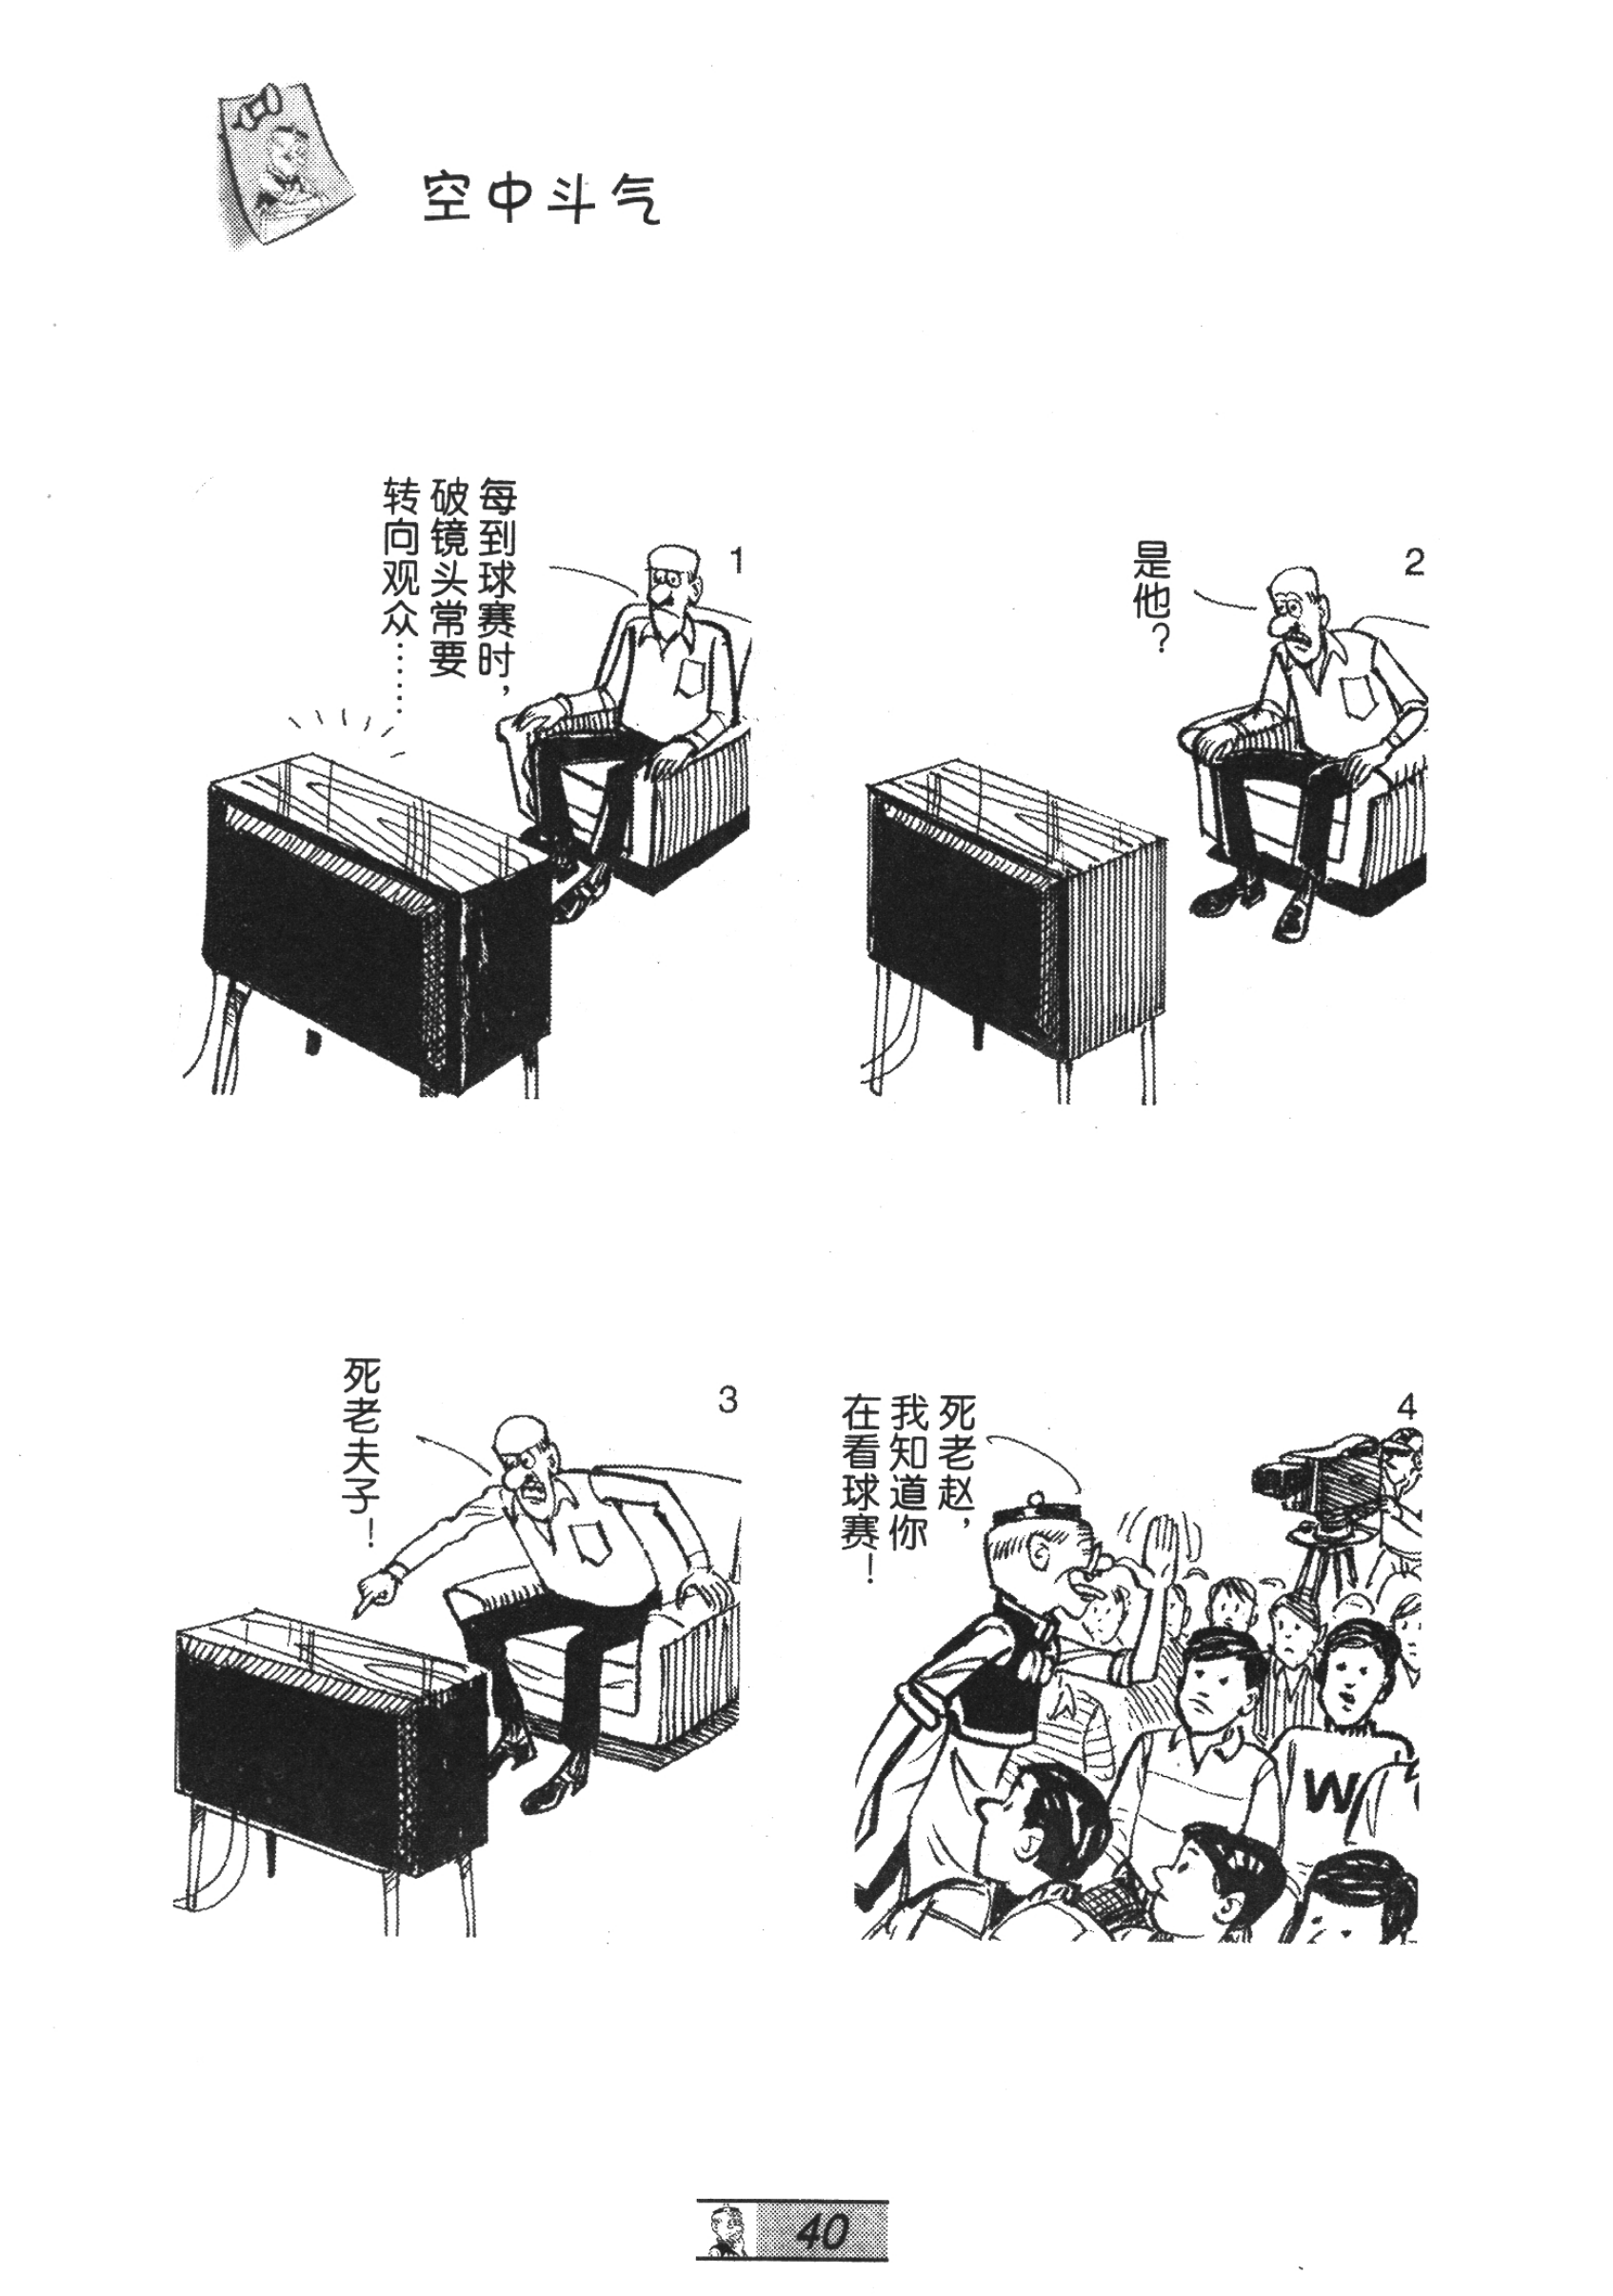 空中斗气
1
每到球赛时，
破镜头常要
转向观众……
2
是他？
3
死老夫子！
4
死老赵，
我知道你
在看球赛！
W
40